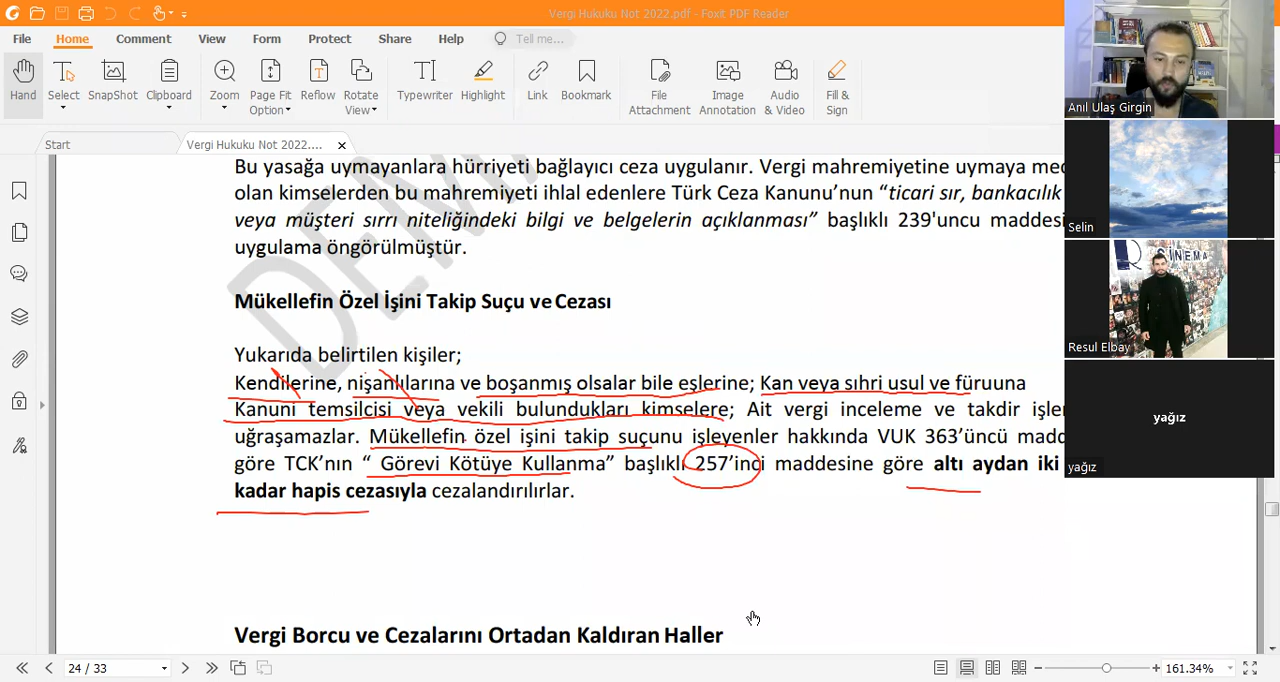 Vergi Hukuku Not 2022.pdf - Foxit PDF Reader
File Home Comment View Form Protect Share Help Tell me...
Hand Select SnapShot Clipboard Zoom Page Fit Option Reflow Rotate View Typewriter Highlight Link Bookmark File Attachment Image Annotation Audio & Video Fill & Sign
Start Vergi Hukuku Not 2022....
Bu yasağa uymayanlara hürriyeti bağlayıcı ceza uygulanır. Vergi mahremiyetine uymaya
olan kimselerden bu mahremiyeti ihlal edenlere Türk Ceza Kanunu’nun “ticari sır, bankacılık
veya müşteri sırrı niteliğindeki bilgi ve belgelerin açıklanması” başlıklı 239'uncu
uygulama öngörülmüştür.
Mükellefin Özel İşini Takip Suçu ve Cezası
Yukarıda belirtilen kişiler;
Kendilerine, nişanlılarına ve boşanmış olsalar bile eşlerine; Kan veya sıhri usul ve füruuna
Kanuni temsilcisi veya vekili bulundukları kimselere; Ait vergi inceleme ve takdir
uğraşamazlar. Mükellefin özel işini takip suçunu işleyenler hakkında VUK 363’üncü
göre TCK’nın “ Görevi Kötüye Kullanma” başlıklı 257’inci maddesine göre altı aydan iki
kadar hapis cezasıyla cezalandırılırlar.
Vergi Borcu ve Cezalarını Ortadan Kaldıran Haller
24 / 33
161.34%
Anıl Ulaş Girgin
Selin
SİNEMA
Resul Elbay
yağız
yağız